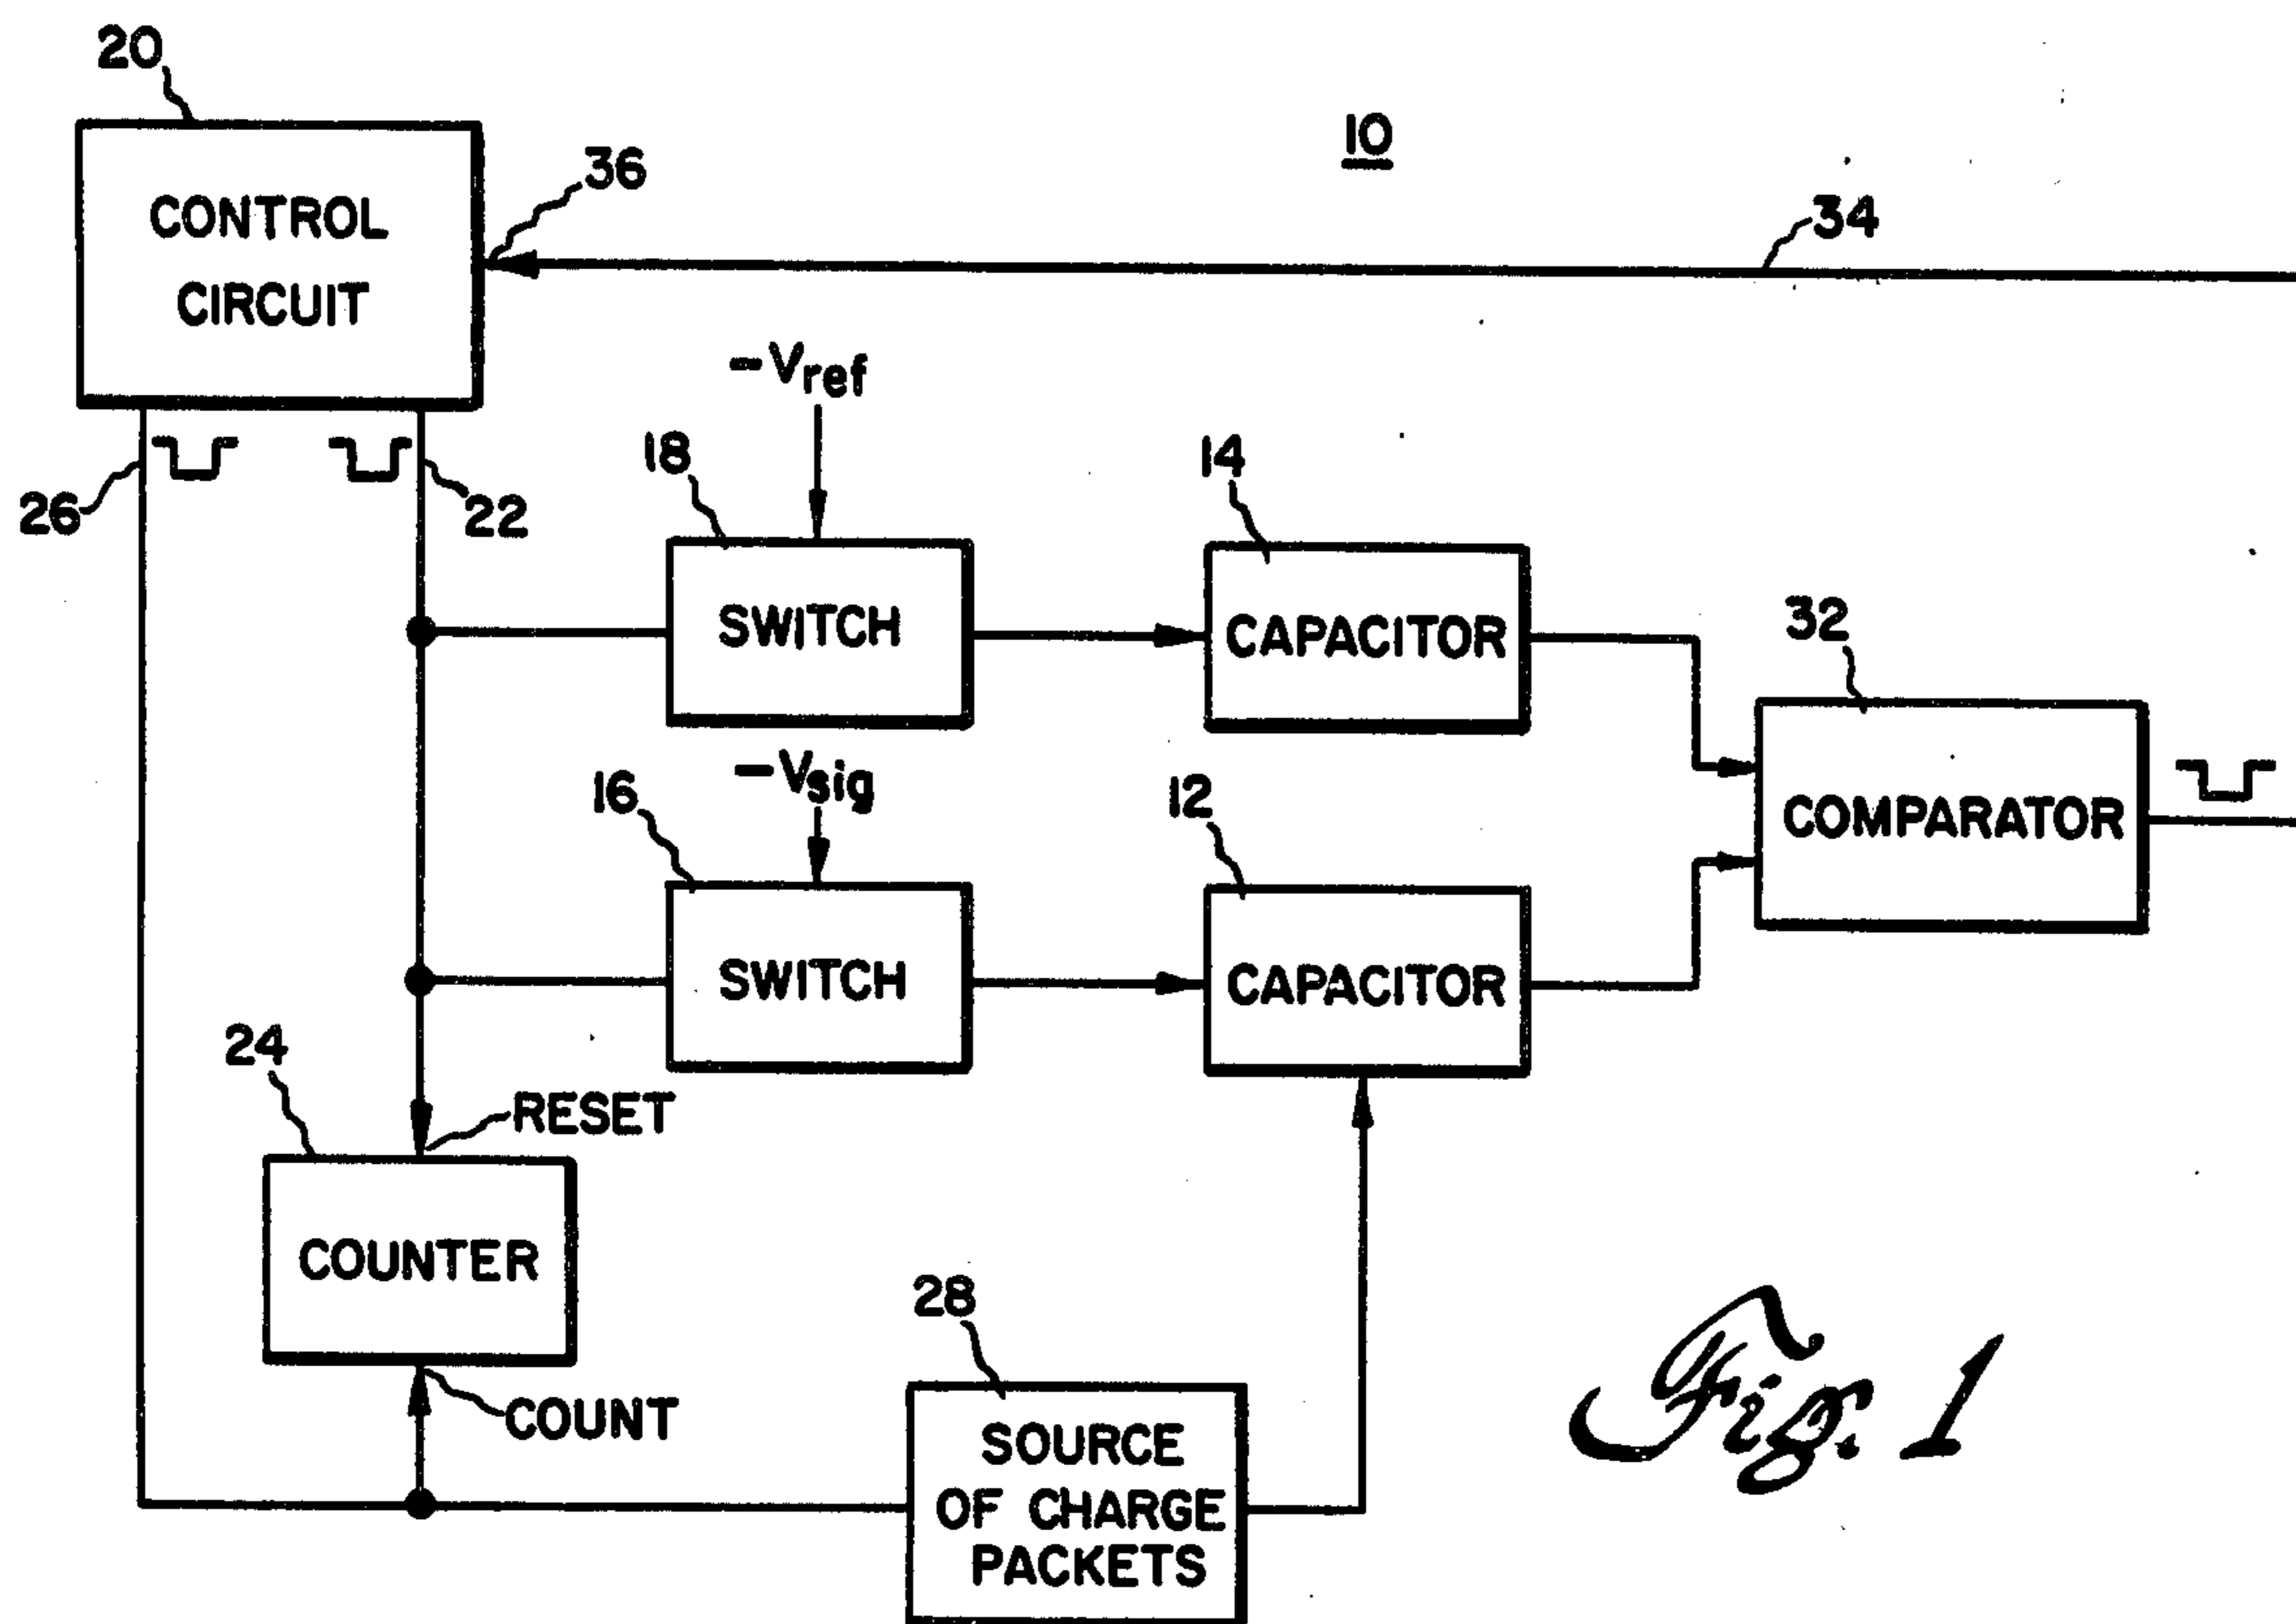 20
10
36
34
CONTROL
CIRCUIT
-Vref
26
22
18
14
SWITCH
CAPACITOR
32
-Vsig
16
12
COMPARATOR
SWITCH
CAPACITOR
24
RESET
COUNTER
28
COUNT
SOURCE
OF CHARGE
PACKETS
Fig. 1